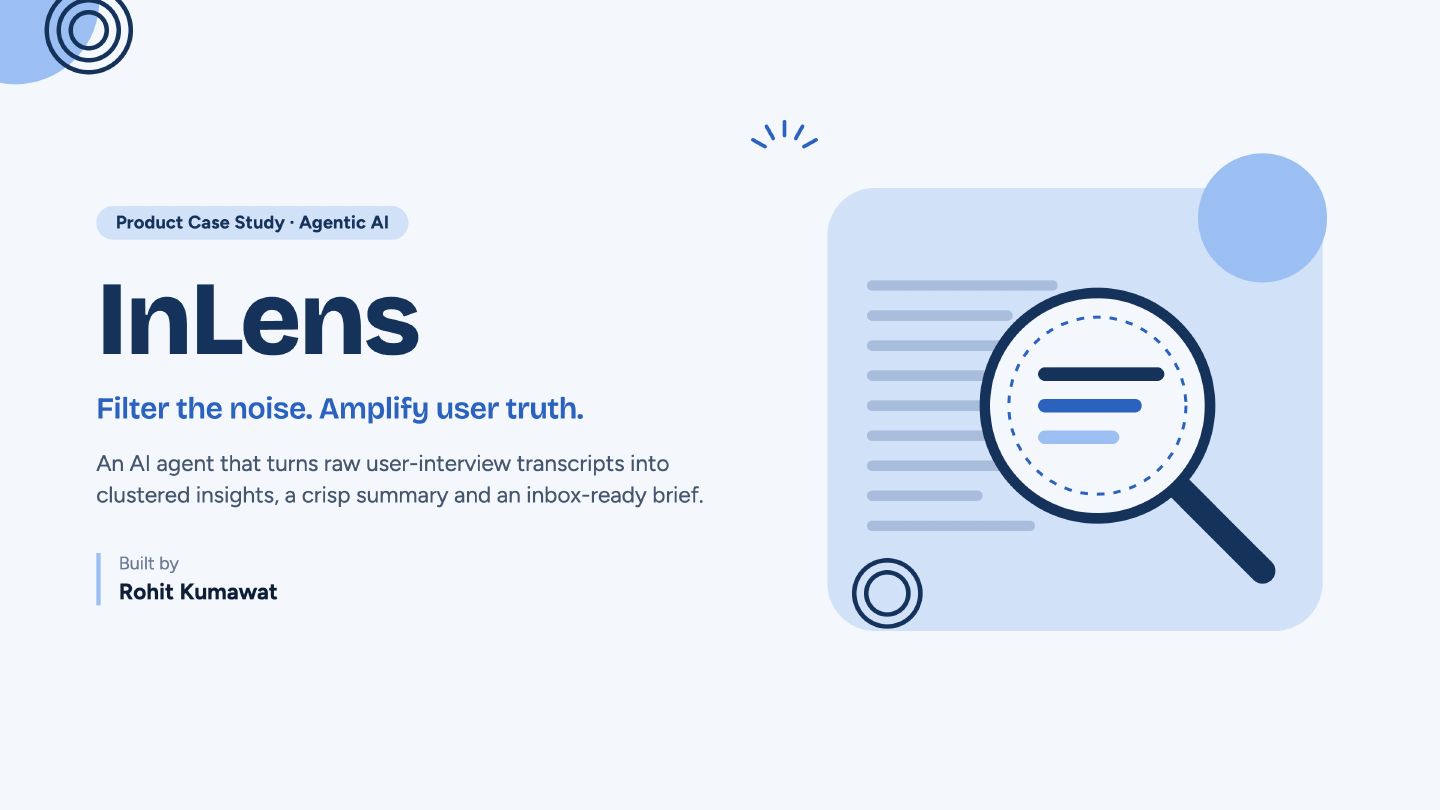 Product Case Study · Agentic AI
InLens
Filter the noise. Amplify user truth.
An AI agent that turns raw user-interview transcripts into
clustered insights, a crisp summary and an inbox-ready brief.
Built by
Rohit Kumawat